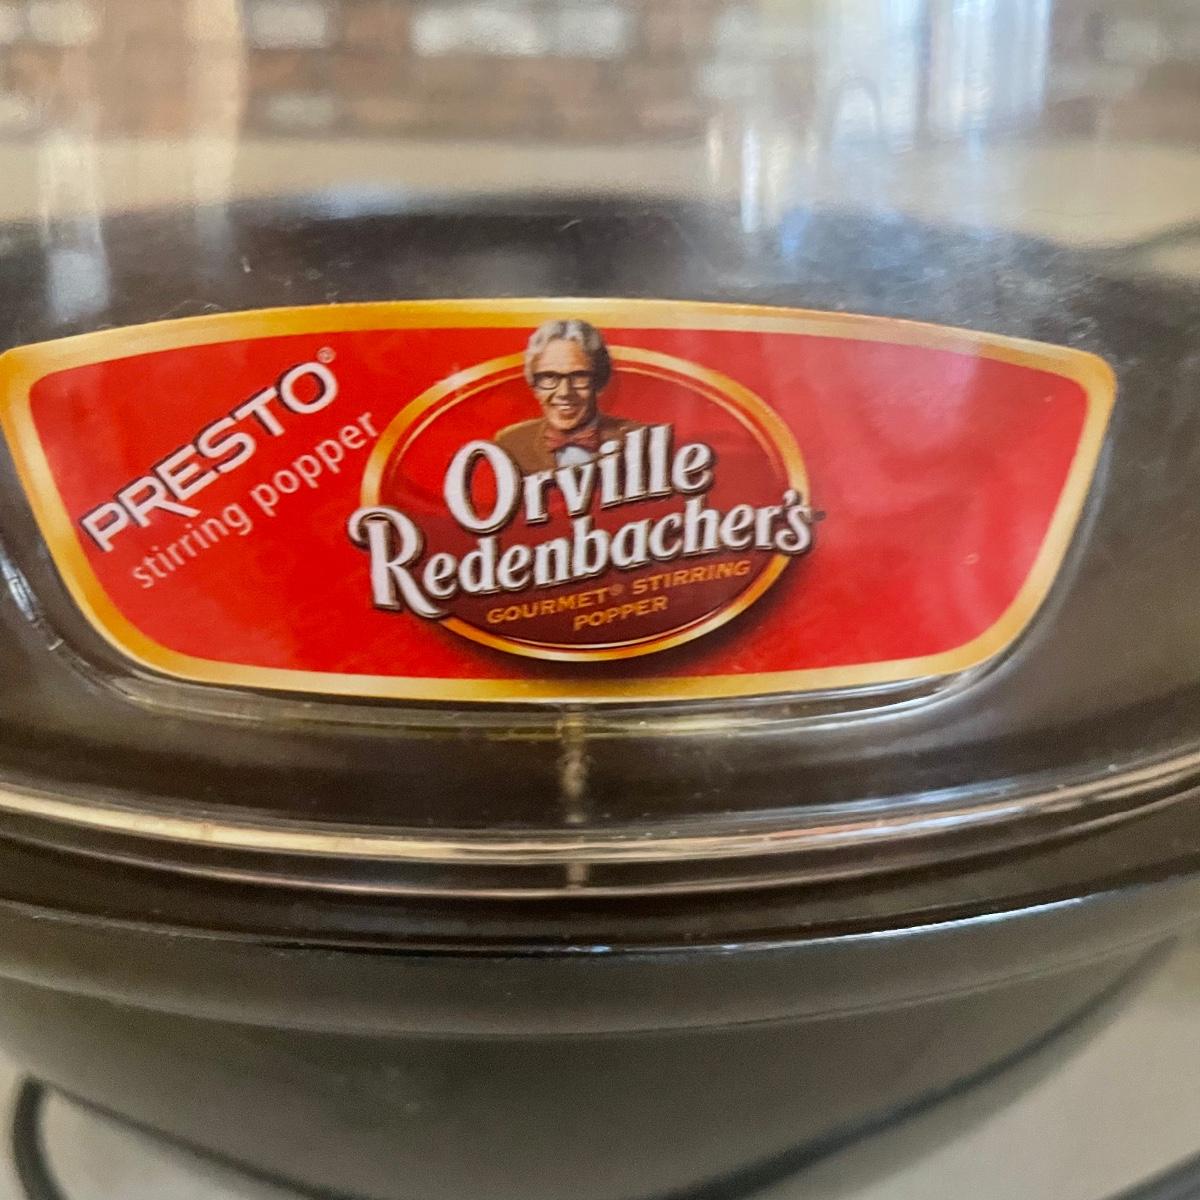 PRESTO®
stirring popper
Orville
Redenbacher's
GOURMET® STIRRING
POPPER